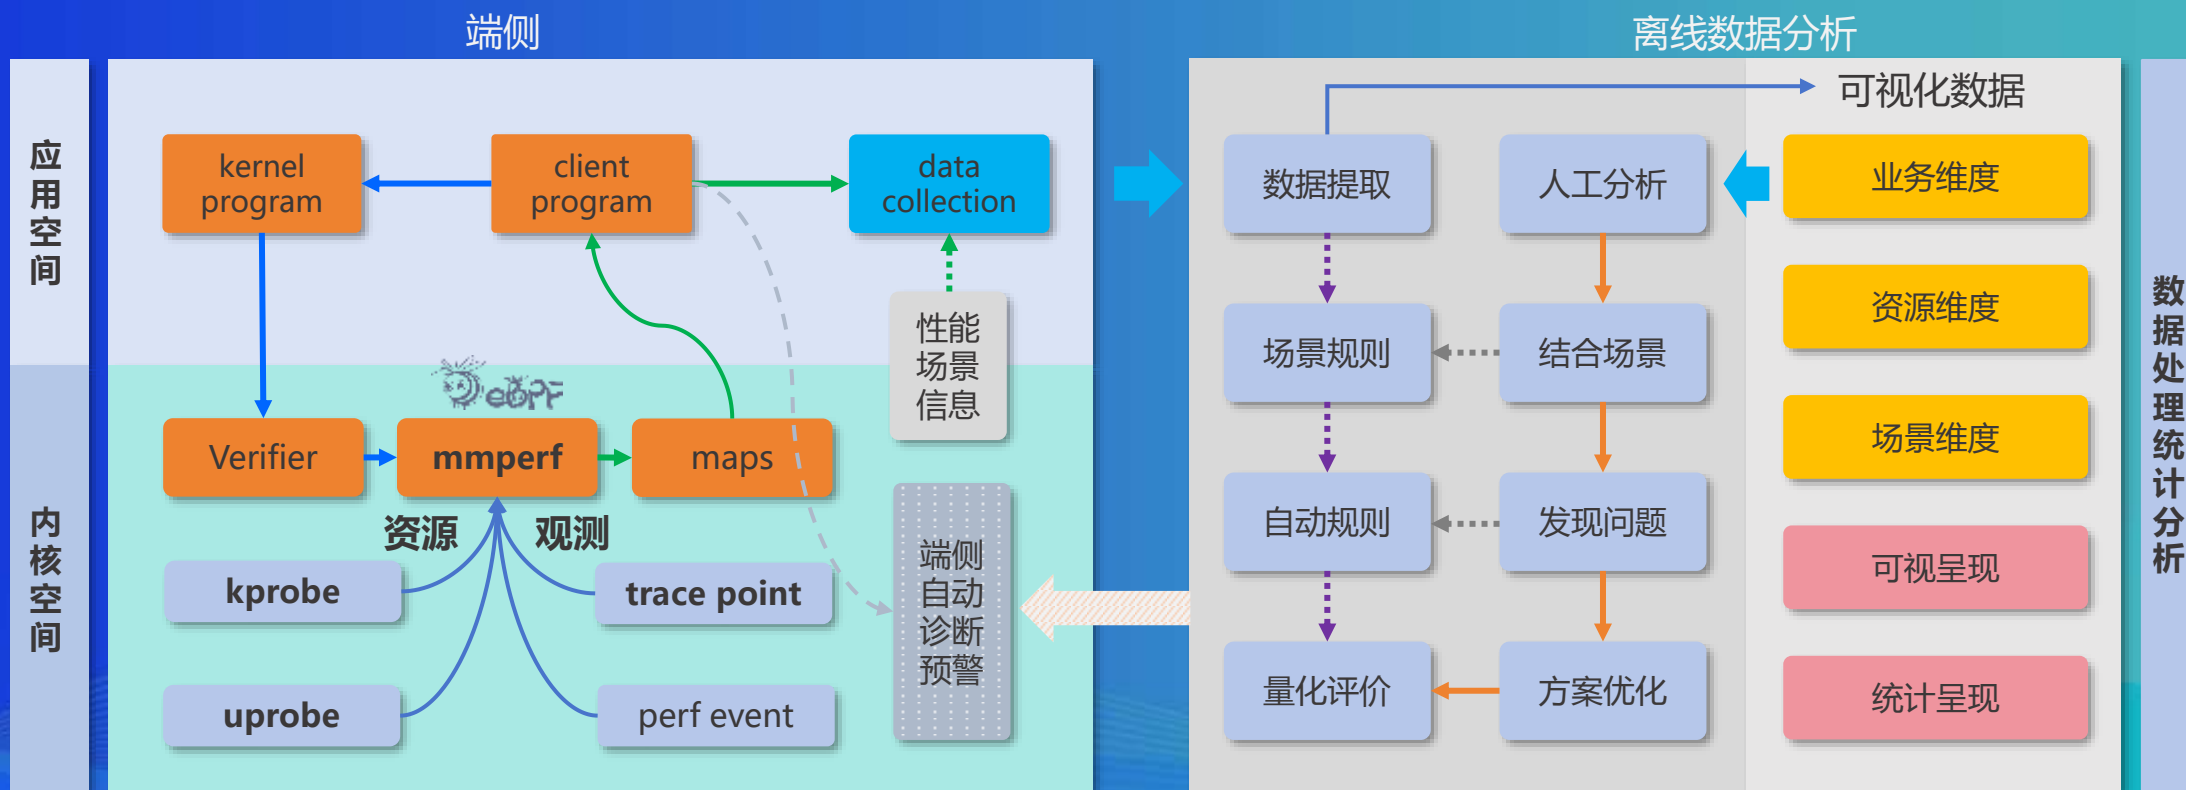 端侧
离线数据分析
应
用
空
间
kernel
program
client
program
data
collection
性能
场景
信息
内
核
空
间
eBPF
Verifier
mmperf
maps
资源
观测
kprobe
trace point
uprobe
perf event
端侧
自动
诊断
预警
可视化数据
数据提取
人工分析
业务维度
场景规则
结合场景
资源维度
自动规则
发现问题
场景维度
可视呈现
量化评价
方案优化
统计呈现
数
据
处
理
统
计
分
析